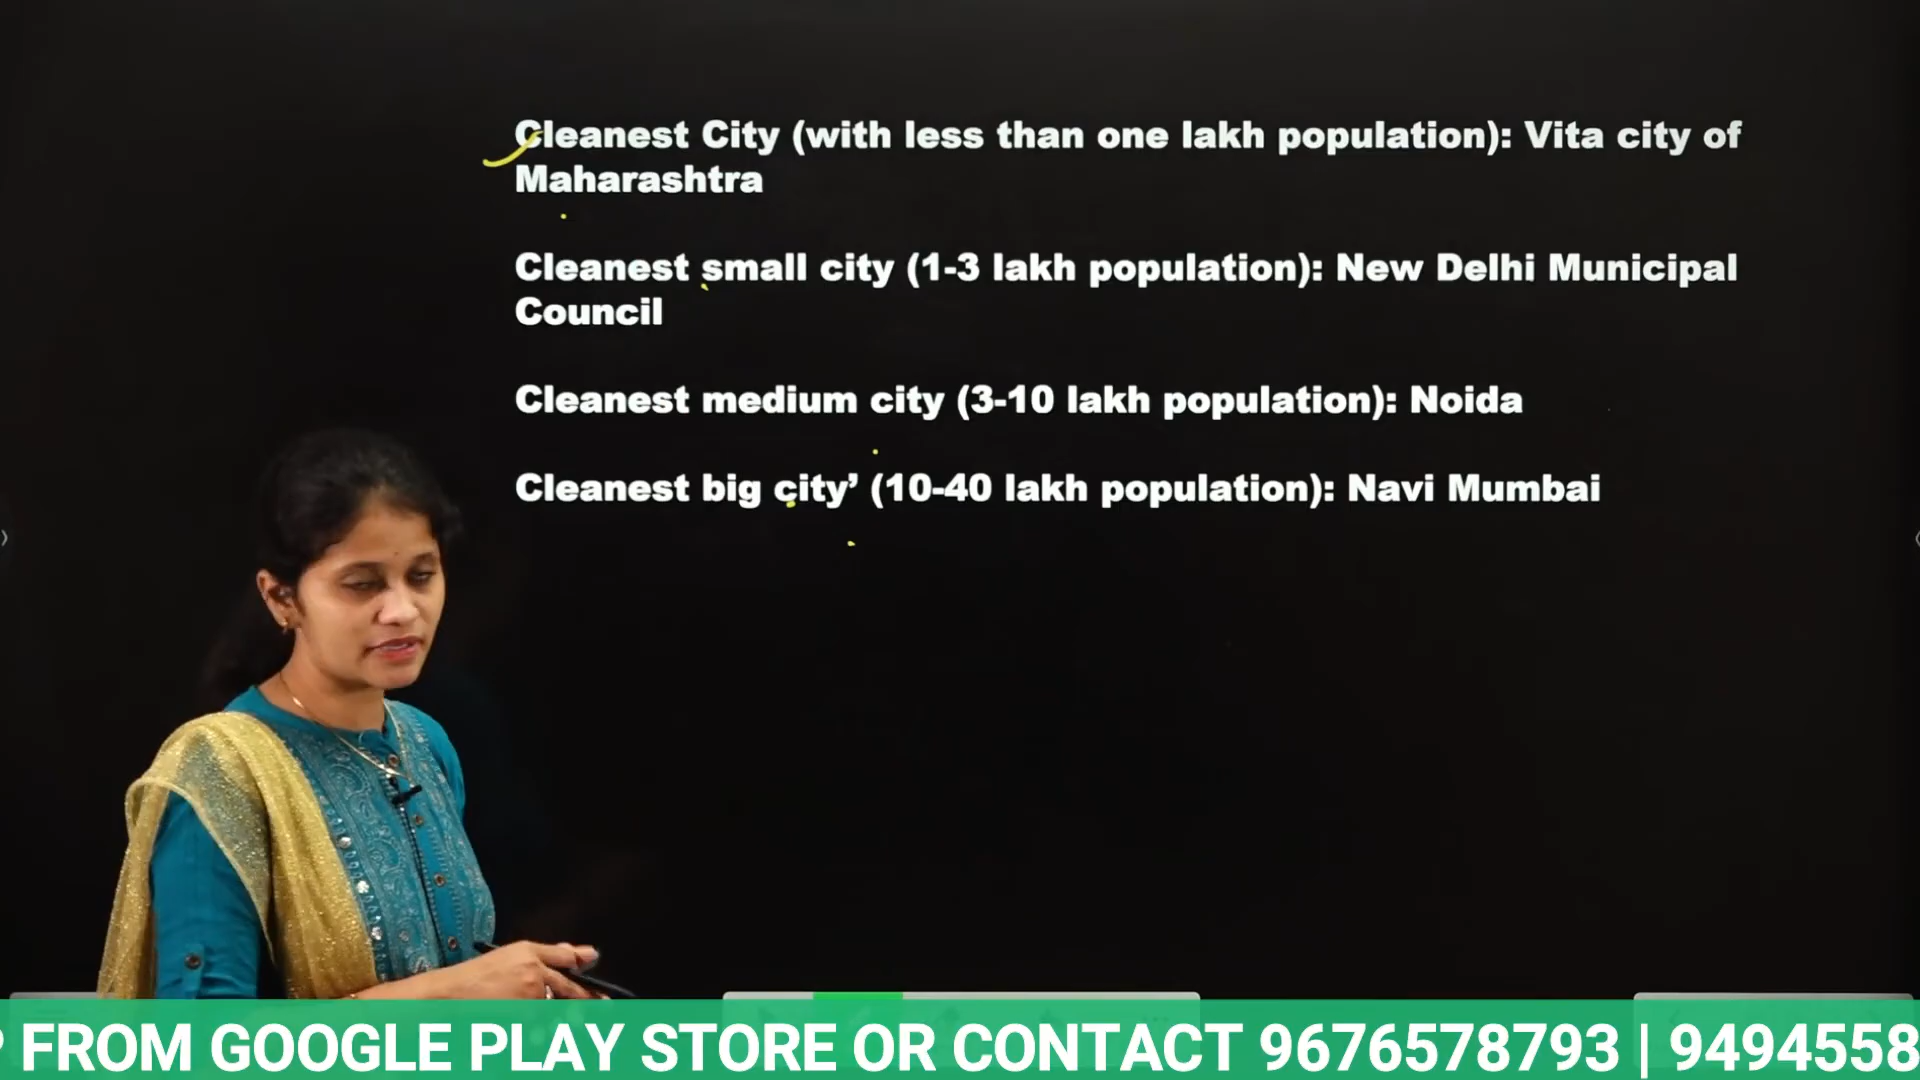 Cleanest City (with less than one lakh population): Vita city of
Maharashtra
Cleanest small city (1-3 lakh population): New Delhi Municipal
Council
Cleanest medium city (3-10 lakh population): Noida
Cleanest big city’ (10-40 lakh population): Navi Mumbai
P FROM GOOGLE PLAY STORE OR CONTACT 9676578793 | 9494558